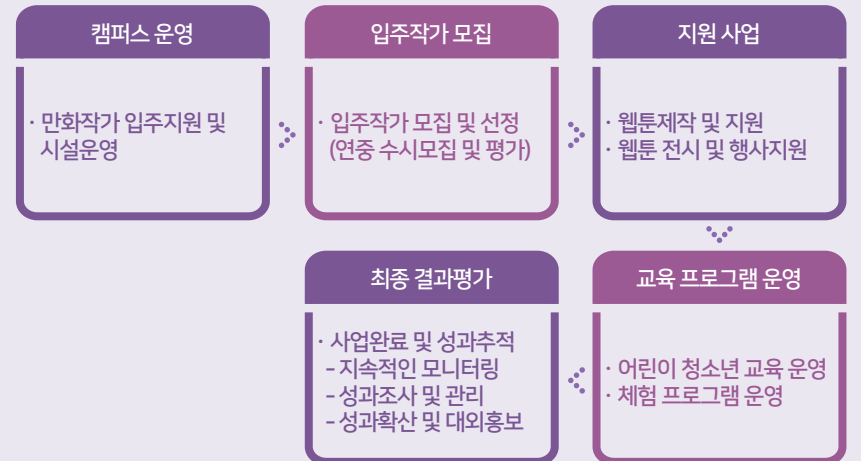 캠퍼스 운영
· 만화작가 입주지원 및
시설운영
입주작가 모집
· 입주작가 모집 및 선정
(연중 수시모집 및 평가)
지원 사업
· 웹툰제작 및 지원
· 웹툰 전시 및 행사지원
교육 프로그램 운영
· 어린이 청소년 교육 운영
· 체험 프로그램 운영
최종 결과평가
· 사업완료 및 성과추적
- 지속적인 모니터링
- 성과조사 및 관리
- 성과확산 및 대외홍보